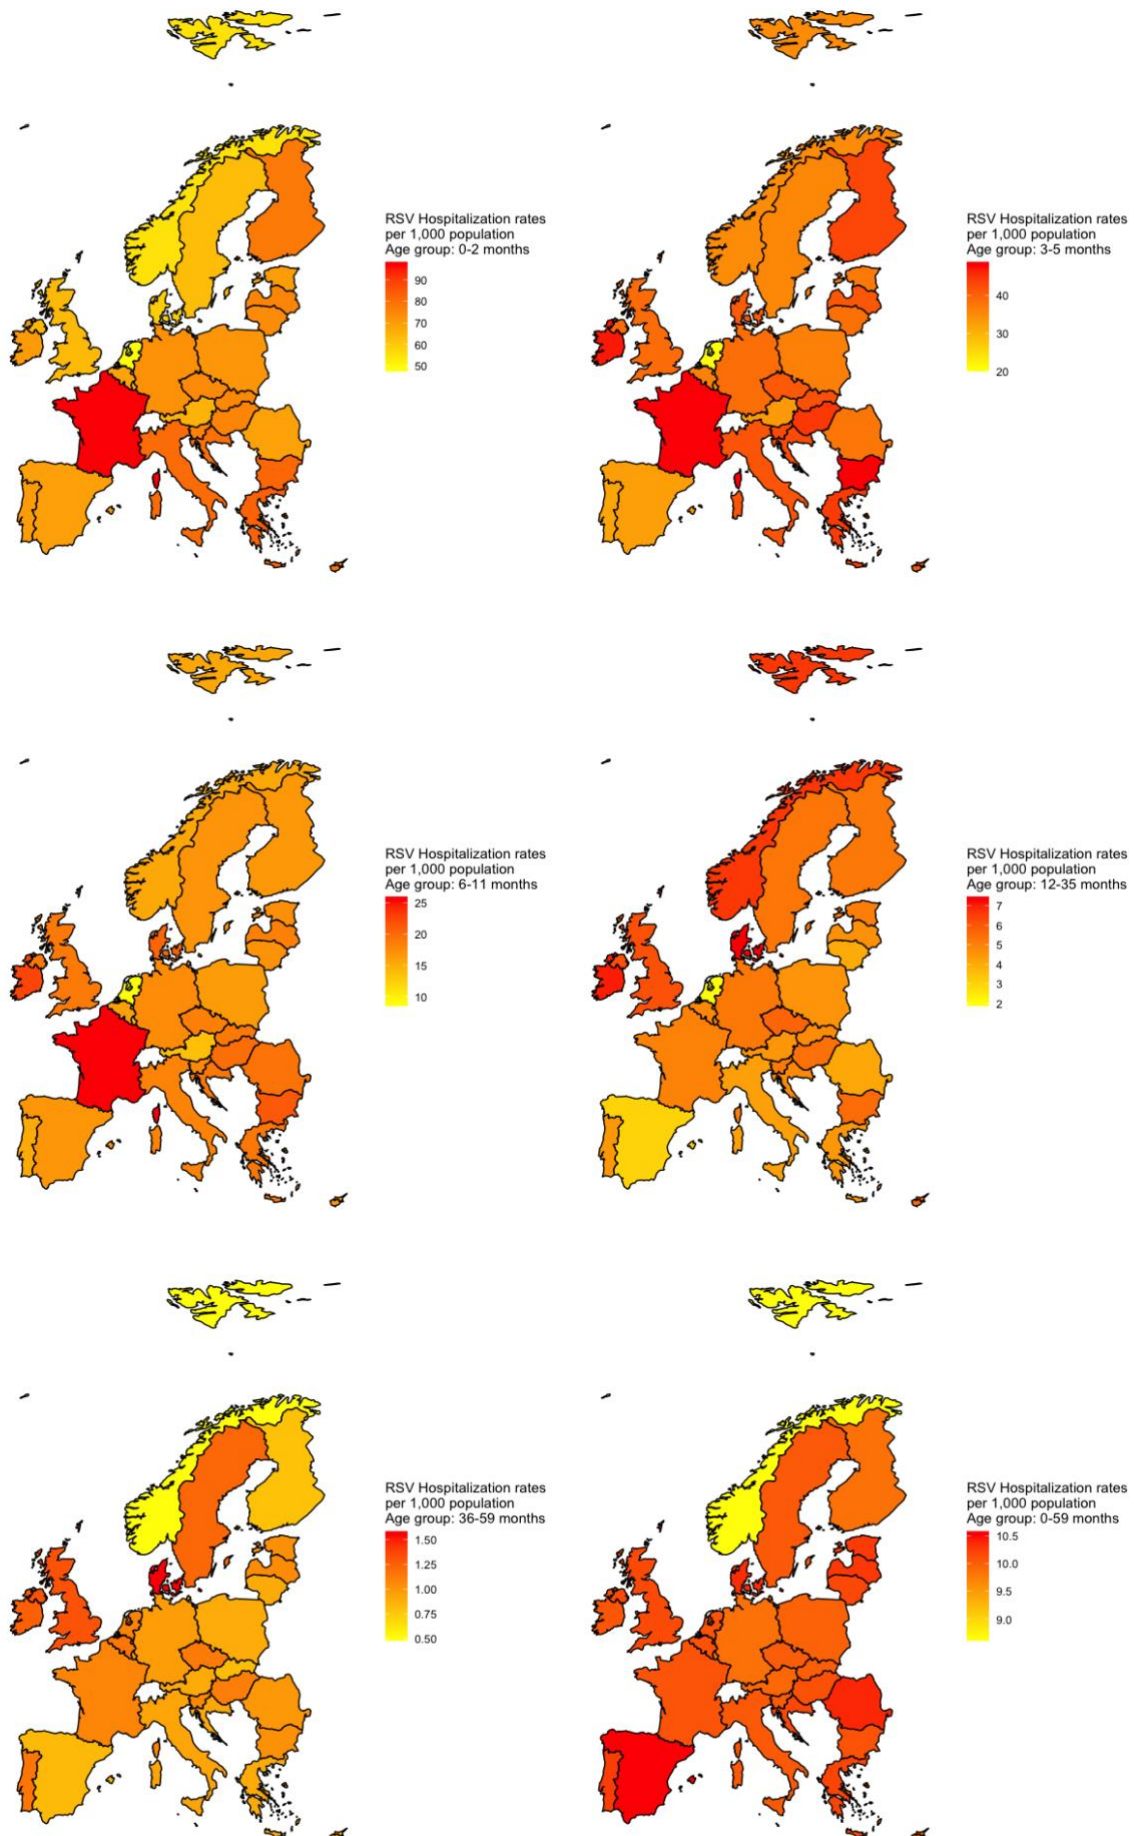 RSV Hospitalization rates
per 1,000 population
Age group: 0-2 months
90
80
70
60
50
RSV Hospitalization rates
per 1,000 population
Age group: 3-5 months
40
30
20
RSV Hospitalization rates
per 1,000 population
Age group: 6-11 months
25
20
15
10
RSV Hospitalization rates
per 1,000 population
Age group: 12-35 months
7
6
5
4
3
2
RSV Hospitalization rates
per 1,000 population
Age group: 36-59 months
1.50
1.25
1.00
0.75
0.50
RSV Hospitalization rates
per 1,000 population
Age group: 0-59 months
10.5
10.0
9.5
9.0